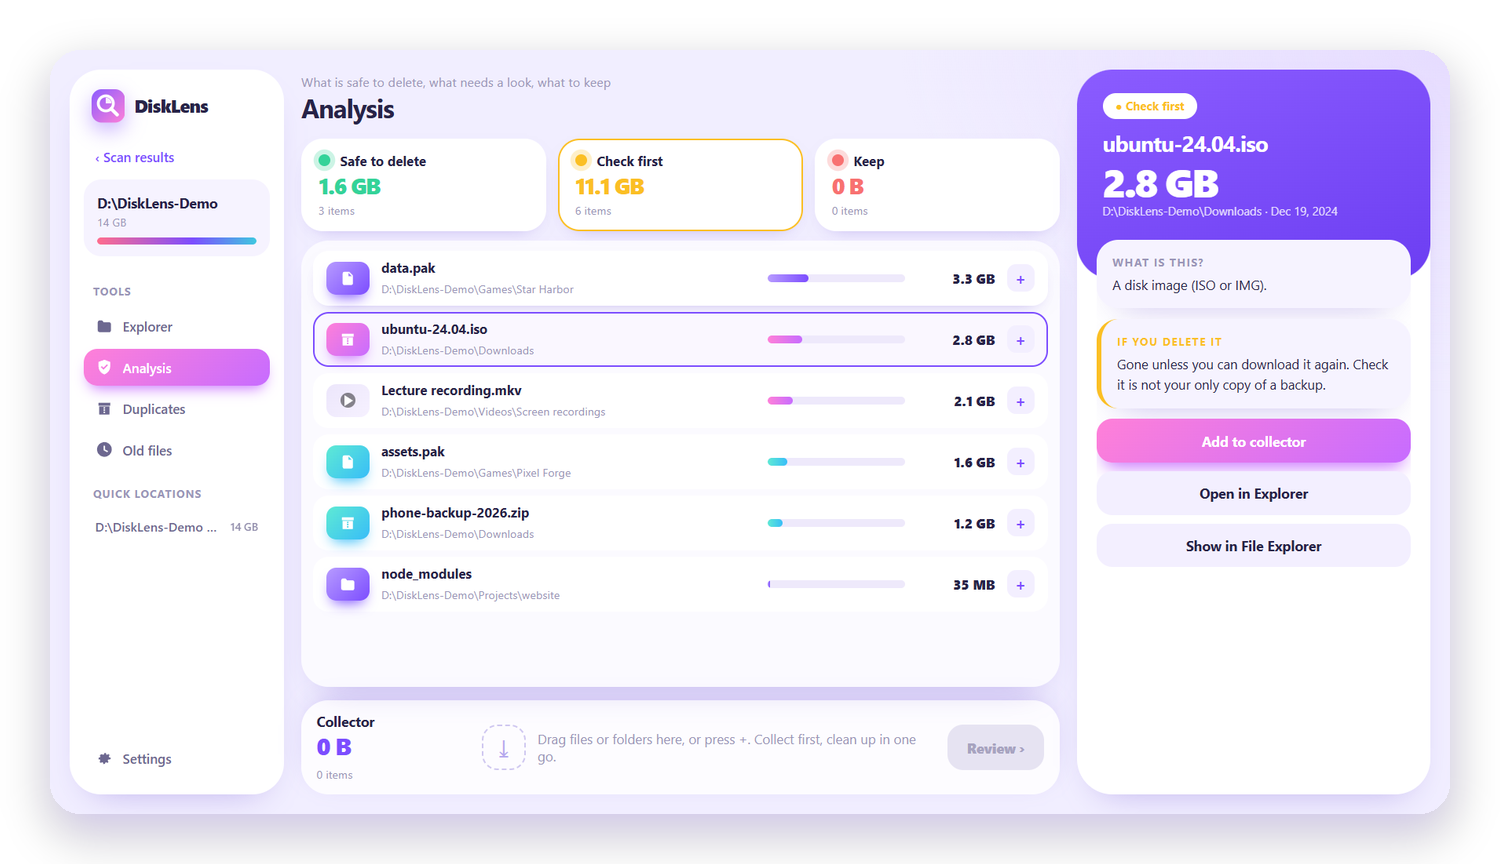 DiskLens
‹ Scan results
D:\DiskLens-Demo
14 GB
TOOLS
Explorer
Analysis
Duplicates
Old files
QUICK LOCATIONS
D:\DiskLens-Demo ... 14 GB
Settings
What is safe to delete, what needs a look, what to keep
Analysis
Safe to delete
1.6 GB
3 items
Check first
11.1 GB
6 items
Keep
0 B
0 items
data.pak
D:\DiskLens-Demo\Games\Star Harbor
3.3 GB +
ubuntu-24.04.iso
D:\DiskLens-Demo\Downloads
2.8 GB +
Lecture recording.mkv
D:\DiskLens-Demo\Videos\Screen recordings
2.1 GB +
assets.pak
D:\DiskLens-Demo\Games\Pixel Forge
1.6 GB +
phone-backup-2026.zip
D:\DiskLens-Demo\Downloads
1.2 GB +
node_modules
D:\DiskLens-Demo\Projects\website
35 MB +
Collector
0 B
0 items
Drag files or folders here, or press +. Collect first, clean up in one
go.
Review ›
• Check first
ubuntu-24.04.iso
2.8 GB
D:\DiskLens-Demo\Downloads · Dec 19, 2024
WHAT IS THIS?
A disk image (ISO or IMG).
IF YOU DELETE IT
Gone unless you can download it again. Check
it is not your only copy of a backup.
Add to collector
Open in Explorer
Show in File Explorer